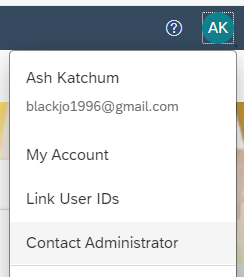 AK
Ash Katchum
blackjo1996@gmail.com
My Account
Link User IDs
Contact Administrator